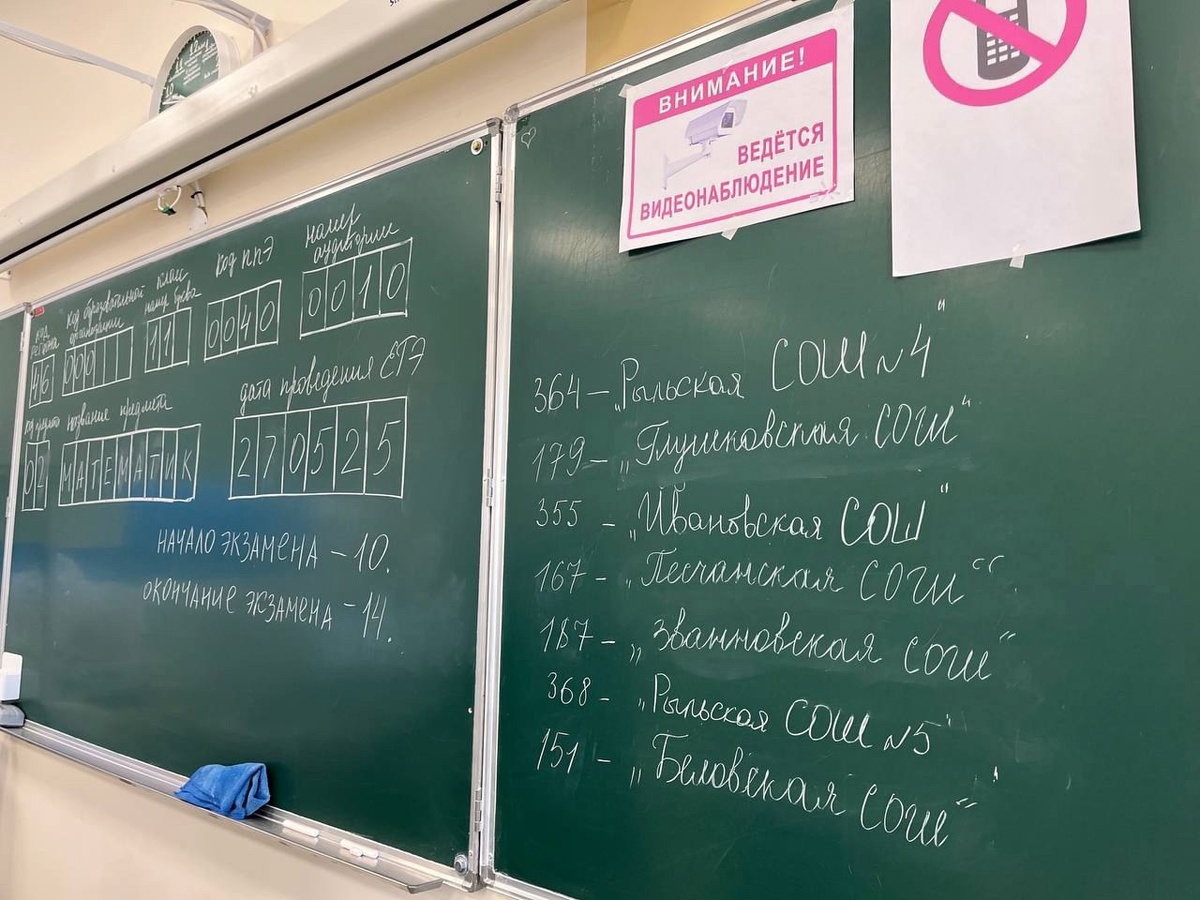 ВНИМАНИЕ!
ВЕДЁТСЯ
ВИДЕОНАБЛЮДЕНИЕ
код региона
46
код образовательной организации
000
класс
номер буква
11
код ППЭ
0040
номер аудитории
0010
02
название предмета
МАТЕМАТИК
дата проведения ЕГЭ
270525
НАЧАЛО ЭКЗАМЕНА – 10.
ОКОНЧАНИЕ ЭКЗАМЕНА – 14.
364 – „Рыльская СОШ №4"
179 – „Глушковская СОШ"
355 – „Ивановская СОШ"
167 – „Песчанская СОШ"
187 – „Званновская СОШ"
368 – „Рыльская СОШ №5"
151 – „Беловская СОШ"